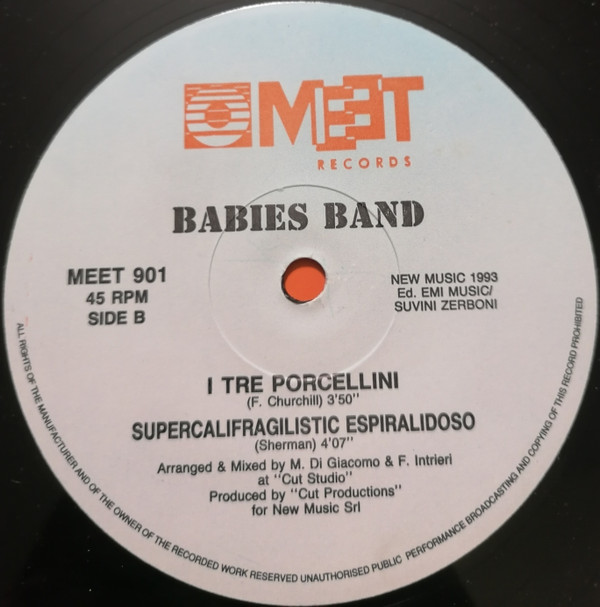 MEET
RECORDS
BABIES BAND
MEET 901
45 RPM
SIDE B
NEW MUSIC 1993
Ed. EMI MUSIC/
SUVINI ZERBONI
I TRE PORCELLINI
(F. Churchill) 3'50"
SUPERCALIFRAGILISTIC ESPIRALIDOSO
(Sherman) 4'07"
Arranged & Mixed by M. Di Giacomo & F. Intrieri
at "Cut Studio"
Produced by "Cut Productions"
for New Music Srl
ALL RIGHTS OF THE MANUFACTURER AND OF THE OWNER OF THE RECORDED WORK RESERVED UNAUTHORISED PUBLIC PERFORMANCE BROADCASTING AND COPYING OF THIS RECORD PROHIBITED